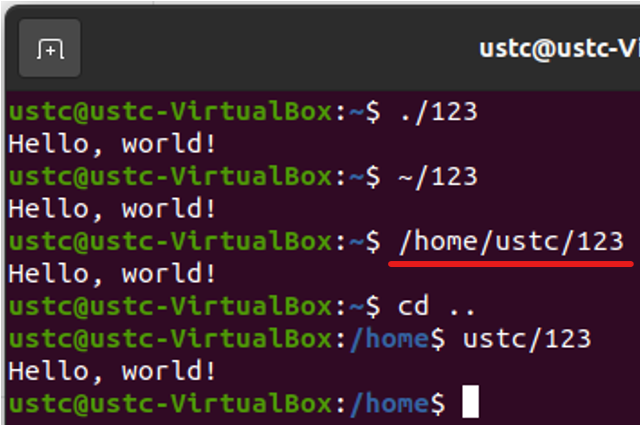 ustc@ustc-Vi
ustc@ustc-VirtualBox:~$ ./123
Hello, world!
ustc@ustc-VirtualBox:~$ ~/123
Hello, world!
ustc@ustc-VirtualBox:~$ /home/ustc/123
Hello, world!
ustc@ustc-VirtualBox:~$ cd ..
ustc@ustc-VirtualBox:/home$ ustc/123
Hello, world!
ustc@ustc-VirtualBox:/home$